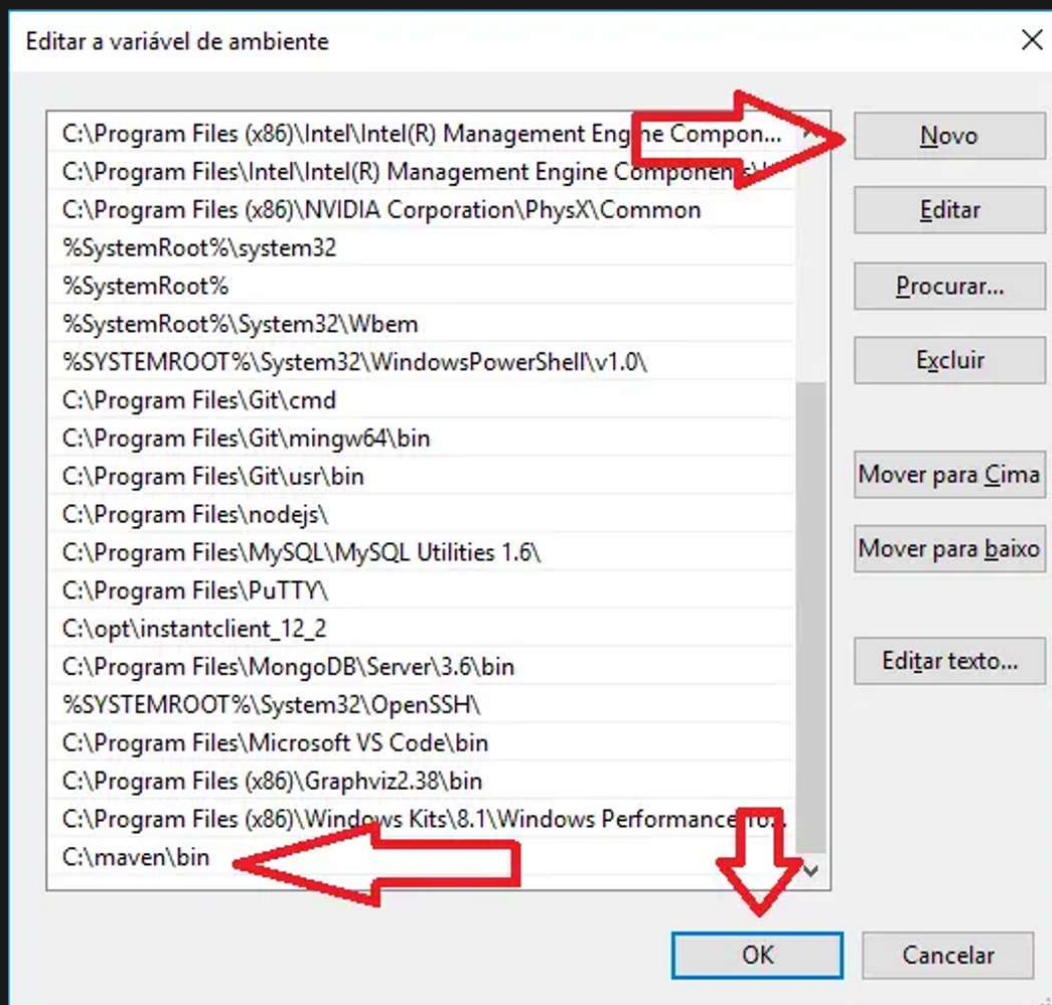 Editar a variável de ambiente
C:\Program Files (x86)\Intel\Intel(R) Management Engine Compon...
C:\Program Files\Intel\Intel(R) Management Engine Components\
C:\Program Files (x86)\NVIDIA Corporation\PhysX\Common
%SystemRoot%\system32
%SystemRoot%
%SystemRoot%\System32\Wbem
%SYSTEMROOT%\System32\WindowsPowerShell\v1.0\
C:\Program Files\Git\cmd
C:\Program Files\Git\mingw64\bin
C:\Program Files\Git\usr\bin
C:\Program Files\nodejs\
C:\Program Files\MySQL\MySQL Utilities 1.6\
C:\Program Files\PuTTY\
C:\opt\instantclient_12_2
C:\Program Files\MongoDB\Server\3.6\bin
%SYSTEMROOT%\System32\OpenSSH\
C:\Program Files\Microsoft VS Code\bin
C:\Program Files (x86)\Graphviz2.38\bin
C:\Program Files (x86)\Windows Kits\8.1\Windows Performance
C:\maven\bin
Novo
Editar
Procurar...
Excluir
Mover para Cima
Mover para baixo
Editar texto...
OK
Cancelar